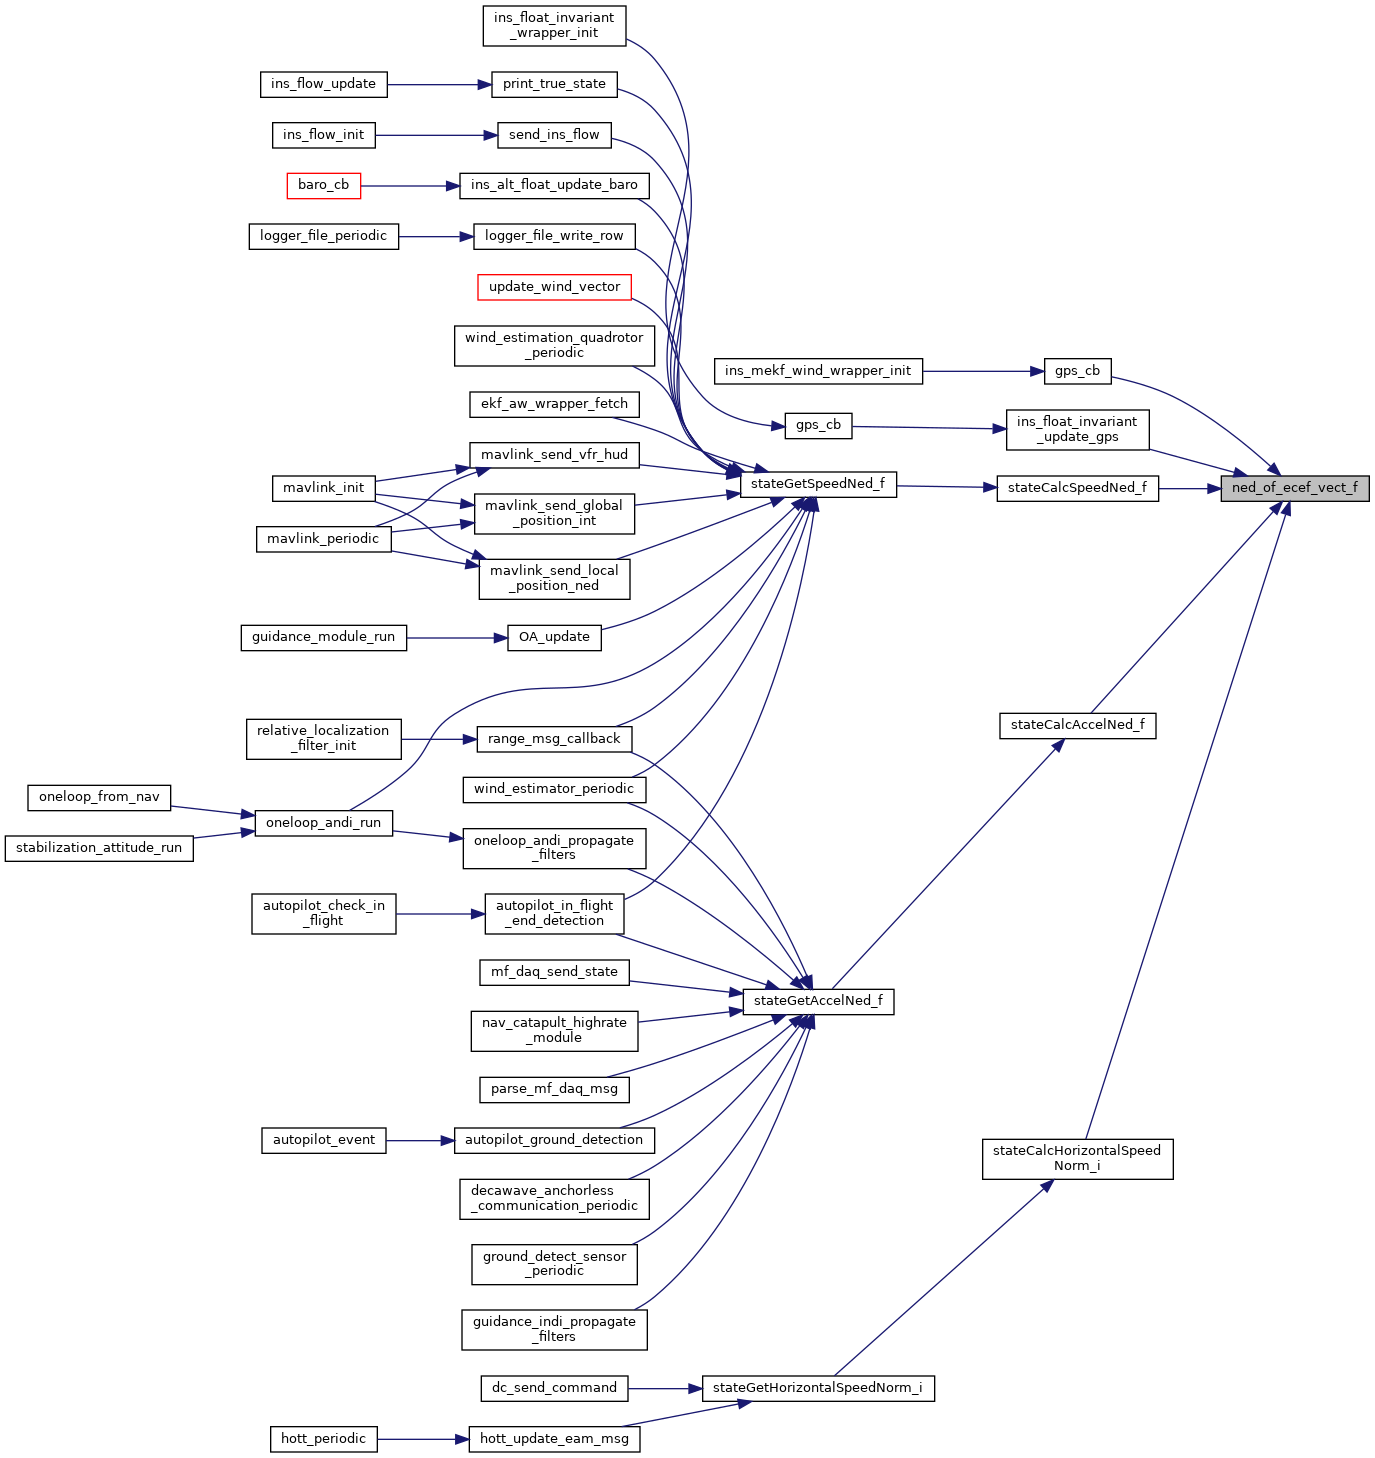 ins_float_invariant
_wrapper_init
ins_flow_update
print_true_state
ins_flow_init
send_ins_flow
baro_cb
ins_alt_float_update_baro
logger_file_periodic
logger_file_write_row
update_wind_vector
wind_estimation_quadrotor
_periodic
ins_mekf_wind_wrapper_init
gps_cb
ekf_aw_wrapper_fetch
gps_cb
ins_float_invariant
_update_gps
mavlink_send_vfr_hud
stateGetSpeedNed_f
stateCalcSpeedNed_f
ned_of_ecef_vect_f
mavlink_init
mavlink_send_global
_position_int
mavlink_periodic
mavlink_send_local
_position_ned
guidance_module_run
OA_update
relative_localization
_filter_init
range_msg_callback
stateCalcAccelNed_f
wind_estimator_periodic
oneloop_from_nav
oneloop_andi_run
stabilization_attitude_run
oneloop_andi_propagate
_filters
autopilot_check_in
_flight
autopilot_in_flight
_end_detection
mf_daq_send_state
stateGetAccelNed_f
nav_catapult_highrate
_module
parse_mf_daq_msg
autopilot_event
autopilot_ground_detection
stateCalcHorizontalSpeed
Norm_i
decawave_anchorless
_communication_periodic
ground_detect_sensor
_periodic
guidance_indi_propagate
_filters
dc_send_command
stateGetHorizontalSpeedNorm_i
hott_periodic
hott_update_eam_msg